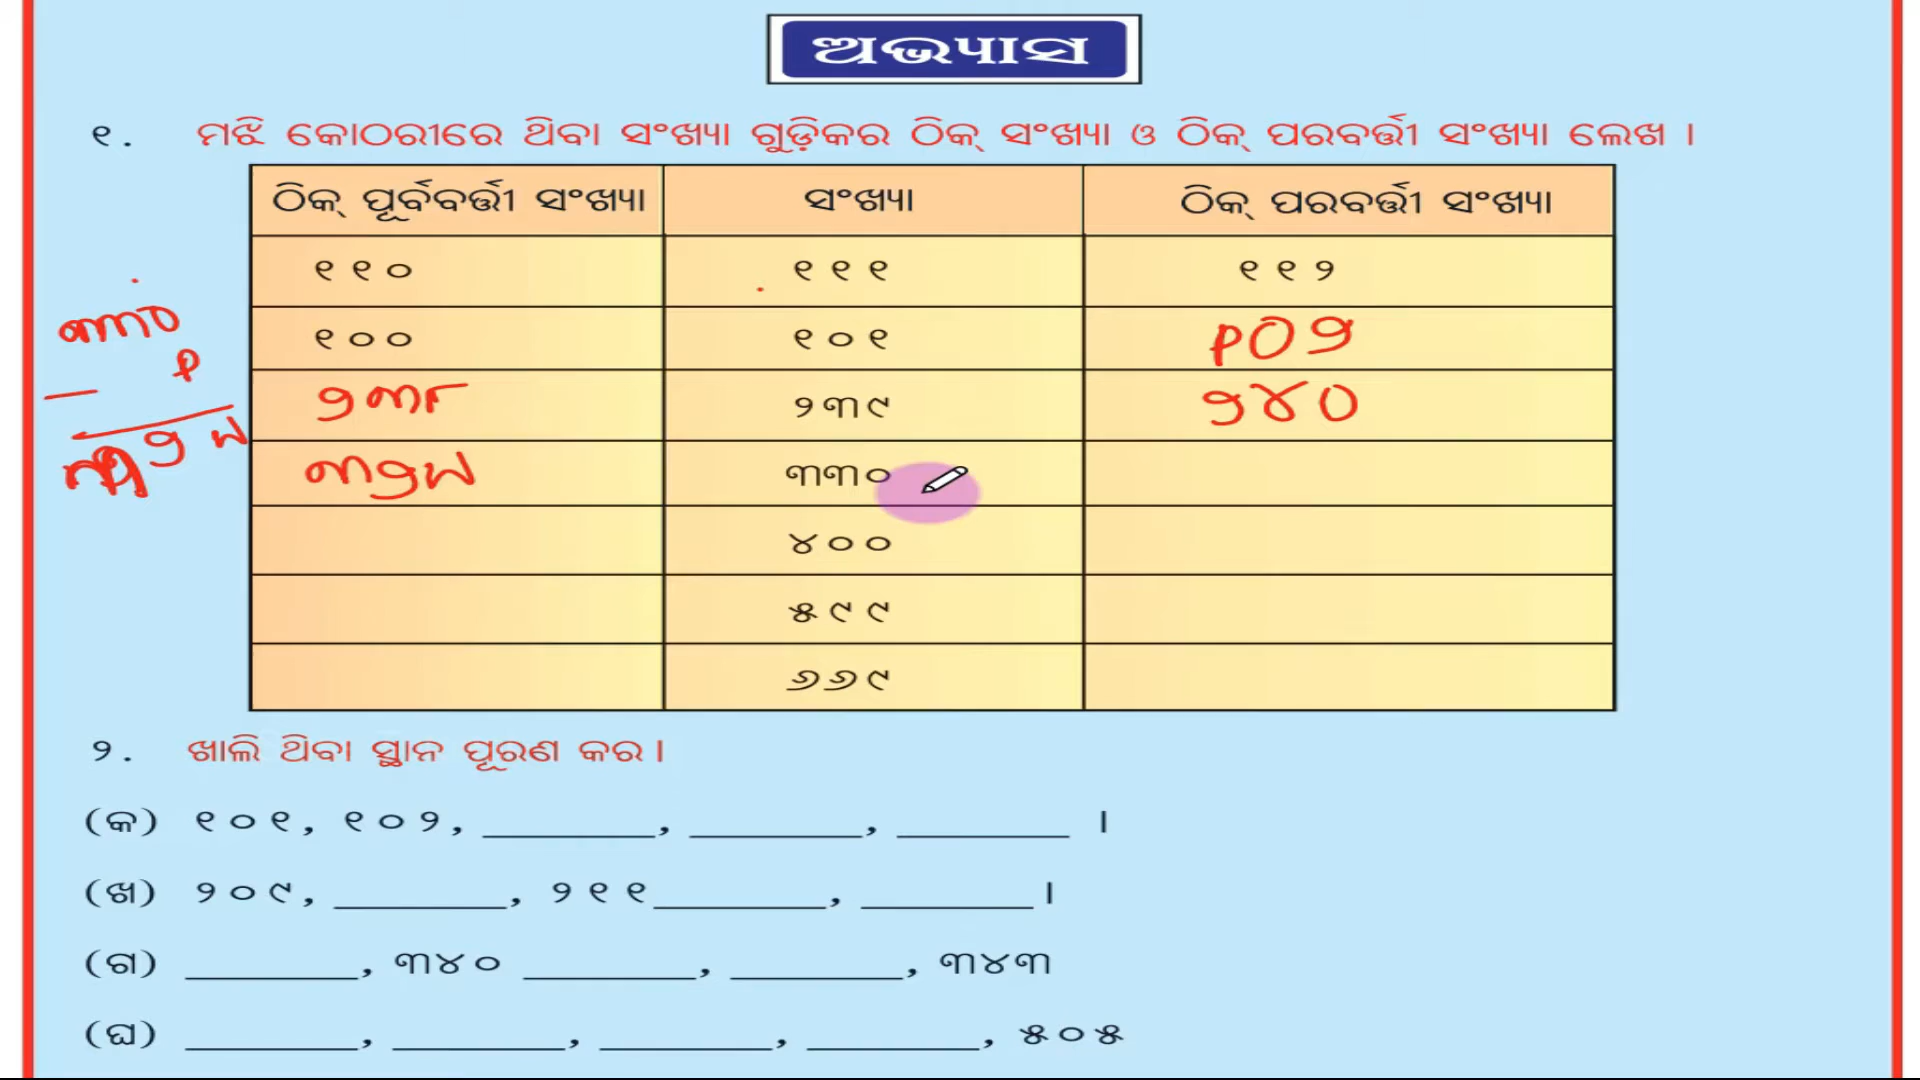 ଅଭ୍ୟାସ
୧. ମଝି କୋଠରୀରେ ଥିବା ସଂଖ୍ୟା ଗୁଡ଼ିକର ଠିକ୍ ସଂଖ୍ୟା ଓ ଠିକ୍ ପରବର୍ତ୍ତୀ ସଂଖ୍ୟା ଲେଖ ।
ଠିକ୍ ପୂର୍ବବର୍ତ୍ତୀ ସଂଖ୍ୟା ସଂଖ୍ୟା ଠିକ୍ ପରବର୍ତ୍ତୀ ସଂଖ୍ୟା
୧୧୦ ୧୧୧ ୧୧୨
୩୩୦
୧୦୦ ୧୦୧ ୧୦୨
୧
୨୩୮ ୨୩୯ ୨୪୦
୩୨୯ ୩୩୦
୪୦୦
୫୯୯
୬୬୯
୨. ଖାଲି ଥିବା ସ୍ଥାନ ପୂରଣ କର ।
(କ) ୧୦୧, ୧୦୨, ________, ________, ________ ।
(ଖ) ୨୦୯, ________, ୨୧୧________, ________ ।
(ଗ) ________, ୩୪୦ ________, ________, ୩୪୩
(ଘ) ________, ________, ________, ________, ୫୦୫